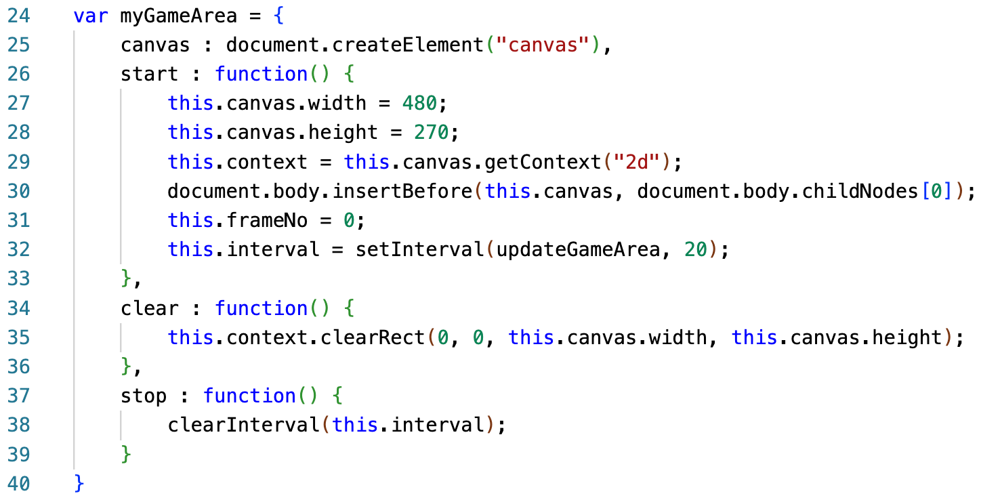 24 var myGameArea = {
25     canvas : document.createElement("canvas"),
26     start : function() {
27         this.canvas.width = 480;
28         this.canvas.height = 270;
29         this.context = this.canvas.getContext("2d");
30         document.body.insertBefore(this.canvas, document.body.childNodes[0]);
31         this.frameNo = 0;
32         this.interval = setInterval(updateGameArea, 20);
33     },
34     clear : function() {
35         this.context.clearRect(0, 0, this.canvas.width, this.canvas.height);
36     },
37     stop : function() {
38         clearInterval(this.interval);
39     }
40 }